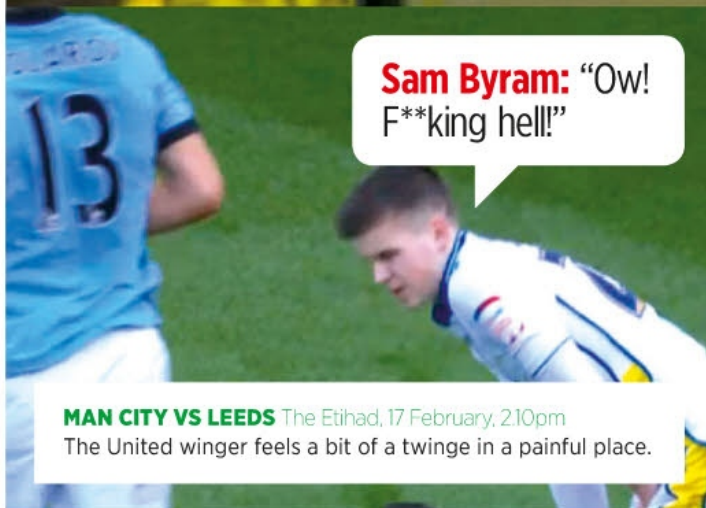 Sam Byram: “Ow!
F**king hell!”
13
MAN CITY VS LEEDS The Etihad, 17 February, 2.10pm
The United winger feels a bit of a twinge in a painful place.